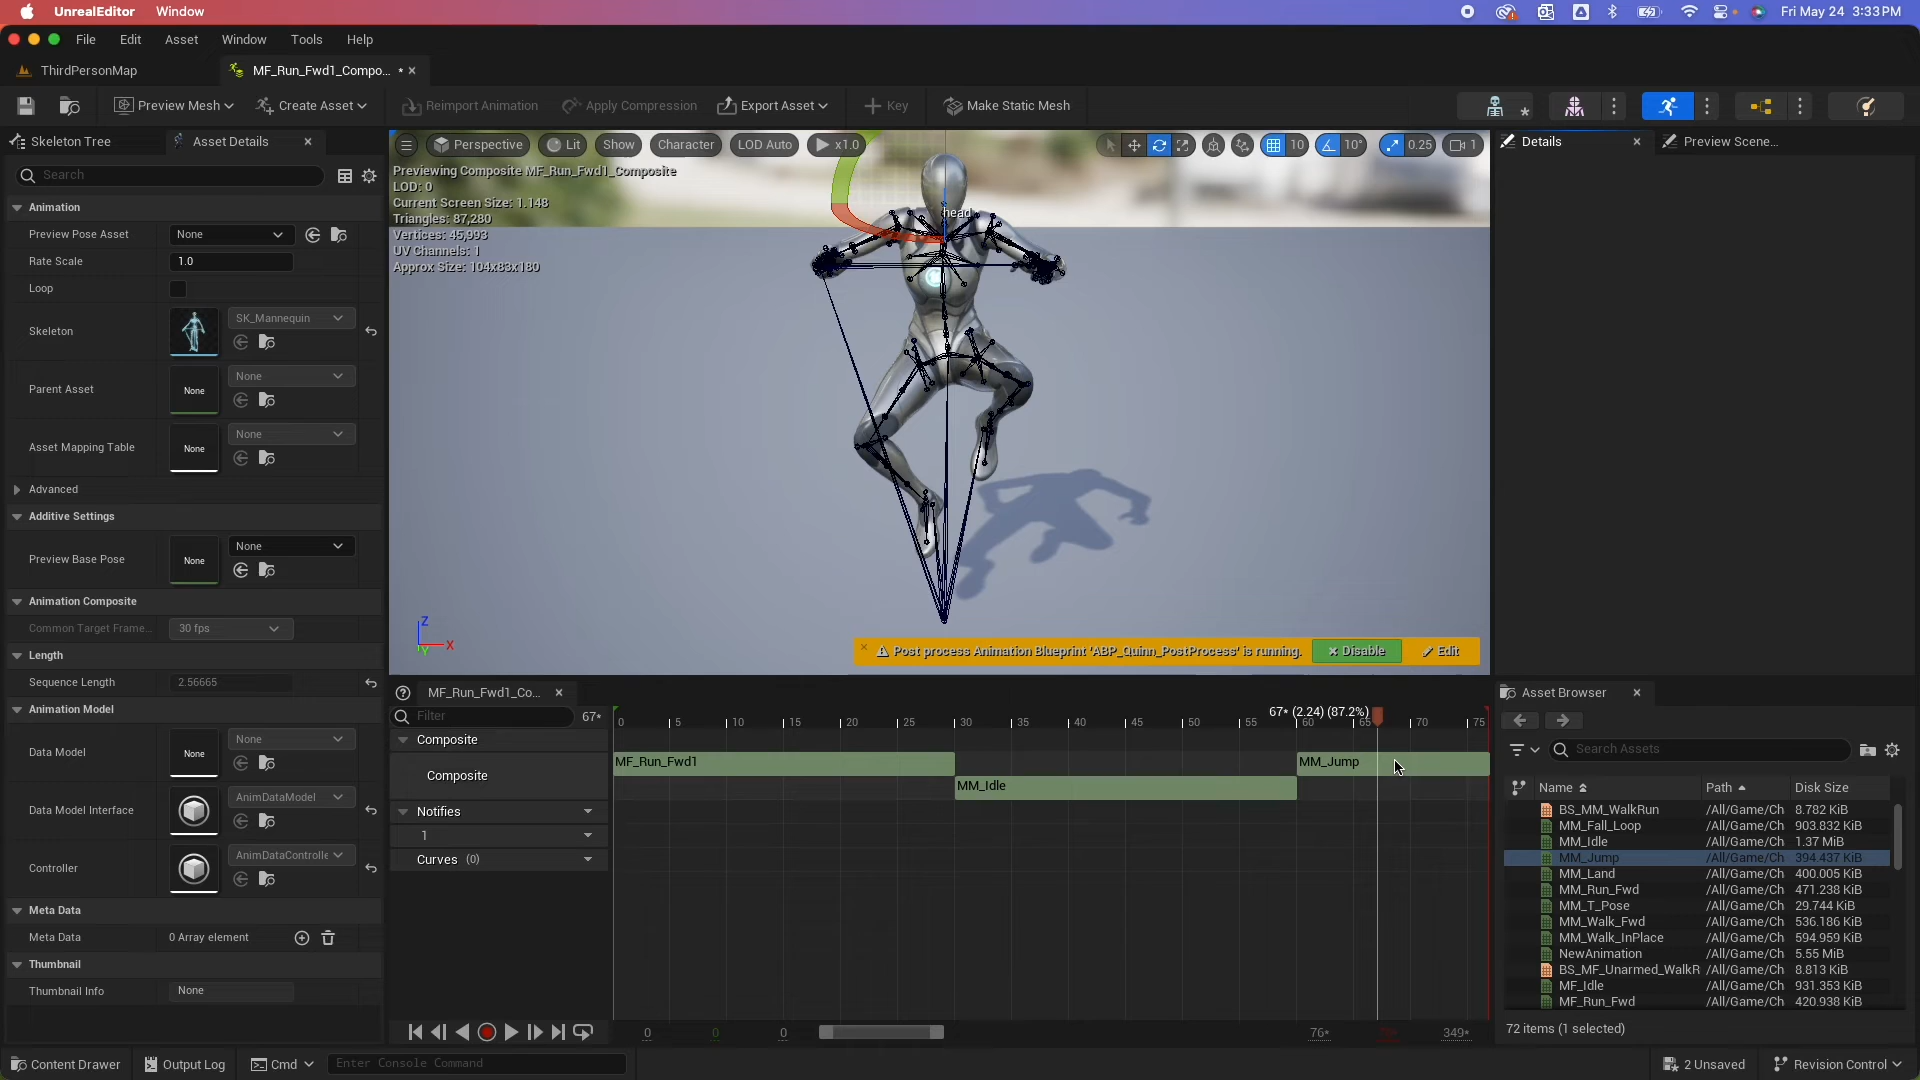 UnrealEditor Window Fri May 24 3:33PM
File Edit Asset Window Tools Help
ThirdPersonMap MF_Run_Fwd1_Compo... *
Preview Mesh Create Asset Reimport Animation Apply Compression Export Asset Key Make Static Mesh
Skeleton Tree Asset Details
Search
Animation
Preview Pose Asset None
Rate Scale 1.0
Loop
Skeleton SK_Mannequin
Parent Asset None None
Asset Mapping Table None None
Advanced
Additive Settings
Preview Base Pose None None
Animation Composite
Common Target Frame... 30 fps
Length
Sequence Length 2.56665
Animation Model
Data Model None None
Data Model Interface AnimDataModel
Controller AnimDataControlle
Meta Data
Meta Data 0 Array element
Thumbnail
Thumbnail Info None
Perspective Lit Show Character LOD Auto x1.0 10 10° 0.25 1
Previewing Composite MF_Run_Fwd1_Composite
LOD: 0
Current Screen Size: 1.148
Triangles: 87,280
Vertices: 45,993
UV Channels: 1
Approx Size: 104x83x180
head
Z
X
Y
Post process Animation Blueprint 'ABP_Quinn_PostProcess' is running. Disable Edit
MF_Run_Fwd1_Co...
Filter 67*
67* (2.24) (87.2%)
0 5 10 15 20 25 30 35 40 45 50 55 60 65 70 75
Composite
Composite
MF_Run_Fwd1 MM_Jump
MM_Idle
Notifies
1
Curves (0)
0 0 0 76* 349*
Details Preview Scene...
Asset Browser
Search Assets
Name Path Disk Size
BS_MM_WalkRun /All/Game/Ch 8.782 KiB
MM_Fall_Loop /All/Game/Ch 903.832 KiB
MM_Idle /All/Game/Ch 1.37 MiB
MM_Jump /All/Game/Ch 394.437 KiB
MM_Land /All/Game/Ch 400.005 KiB
MM_Run_Fwd /All/Game/Ch 471.238 KiB
MM_T_Pose /All/Game/Ch 29.744 KiB
MM_Walk_Fwd /All/Game/Ch 536.186 KiB
MM_Walk_InPlace /All/Game/Ch 594.959 KiB
NewAnimation /All/Game/Ch 5.55 MiB
BS_MF_Unarmed_WalkR /All/Game/Ch 8.813 KiB
MF_Idle /All/Game/Ch 931.353 KiB
MF_Run_Fwd /All/Game/Ch 420.938 KiB
72 items (1 selected)
Content Drawer Output Log Cmd Enter Console Command 2 Unsaved Revision Control